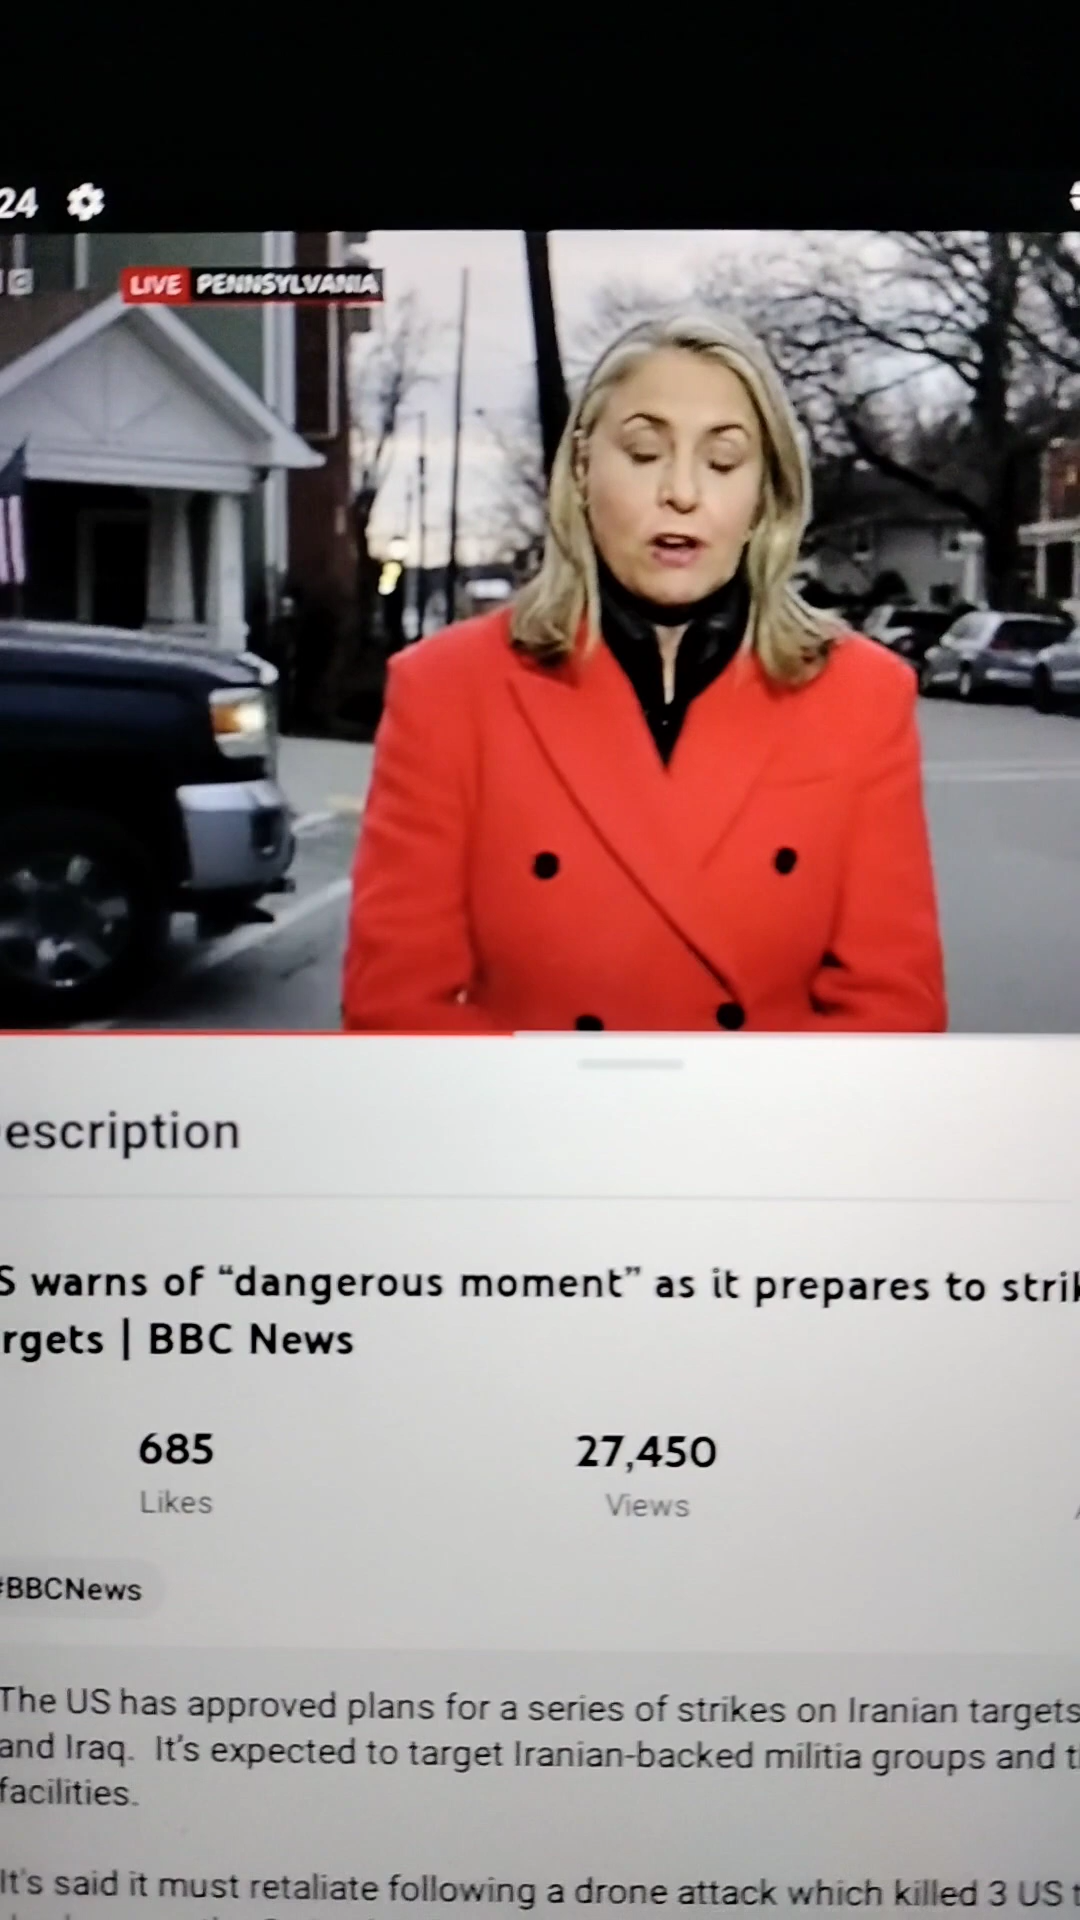 24
LIVE PENNSYLVANIA
escription
S warns of “dangerous moment” as it prepares to strik
rgets | BBC News
685
27,450
Likes
Views
#BBCNews
The US has approved plans for a series of strikes on Iranian targets
and Iraq. It's expected to target Iranian-backed militia groups and th
facilities.
It's said it must retaliate following a drone attack which killed 3 US t